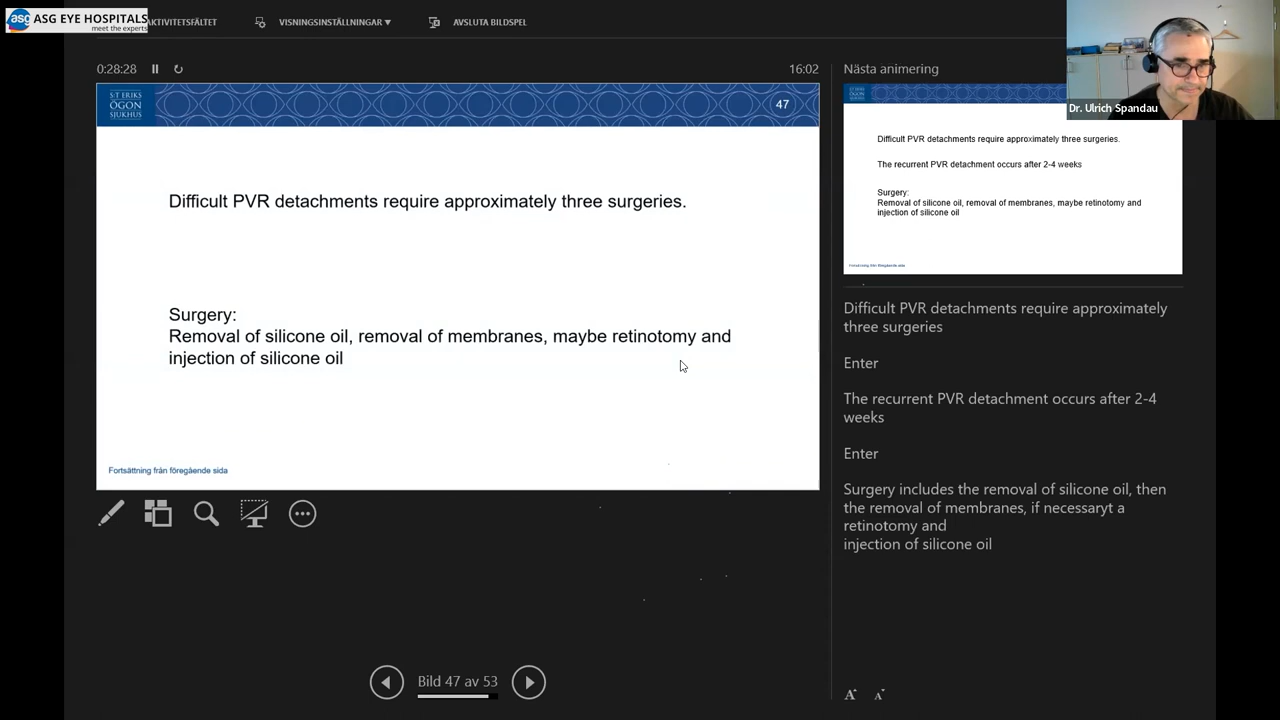 asg ASG EYE HOSPITALS
meet the experts
AKTIVITETSFÄLTET
VISNINGSINSTÄLLNINGAR ▼
AVSLUTA BILDSPEL
0:28:28
16:02
Nästa animering
Dr. Ulrich Spandau
S:T ERIKS
ÖGON
SJUKHUS
47
Difficult PVR detachments require approximately three surgeries.
Surgery:
Removal of silicone oil, removal of membranes, maybe retinotomy and
injection of silicone oil
Fortsättning från föregående sida
Difficult PVR detachments require approximately three surgeries.
The recurrent PVR detachment occurs after 2-4 weeks
Surgery:
Removal of silicone oil, removal of membranes, maybe retinotomy and
injection of silicone oil
Fortsättning från föregående sida
Difficult PVR detachments require approximately
three surgeries
Enter
The recurrent PVR detachment occurs after 2-4
weeks
Enter
Surgery includes the removal of silicone oil, then
the removal of membranes, if necessaryt a
retinotomy and
injection of silicone oil
Bild 47 av 53
A A